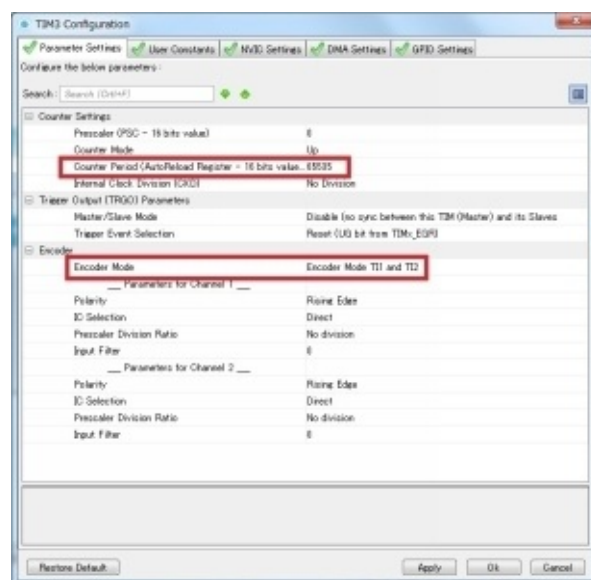 TIM3 Configuration
Parameter Settings User Constants NVIC Settings DMA Settings GPIO Settings
Configure the below parameters :
Search : Search (Ctrl+F)
Counter Settings
Prescaler (PSC - 16 bits value) 0
Counter Mode Up
Counter Period (AutoReload Register - 16 bits value... 65535
Internal Clock Division (CKD) No Division
Trigger Output (TRGO) Parameters
Master/Slave Mode Disable (no sync between this TIM (Master) and its Slaves
Trigger Event Selection Reset (UG bit from TIMx_EGR)
Encoder
Encoder Mode Encoder Mode TI1 and TI2
__ Parameters for Channel 1 __
Polarity Rising Edge
IC Selection Direct
Prescaler Division Ratio No division
Input Filter 0
__ Parameters for Channel 2 __
Polarity Rising Edge
IC Selection Direct
Prescaler Division Ratio No division
Input Filter 0
Restore Default Apply Ok Cancel